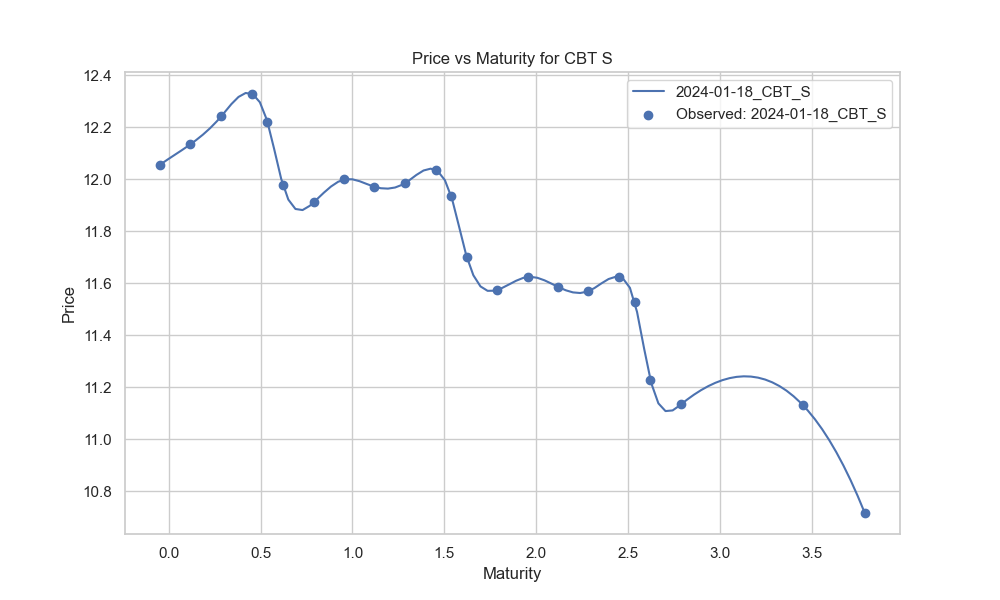 Price vs Maturity for CBT S
2024-01-18_CBT_S
Observed: 2024-01-18_CBT_S
12.4
12.2
12.0
11.8
11.6
11.4
11.2
11.0
10.8
Price
0.0 0.5 1.0 1.5 2.0 2.5 3.0 3.5
Maturity